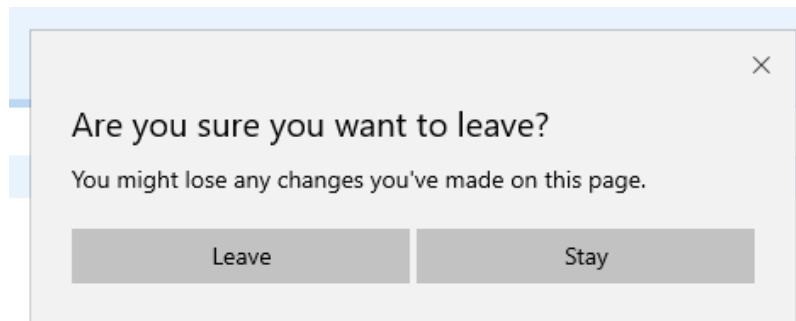 Are you sure you want to leave?
You might lose any changes you've made on this page.
Leave
Stay